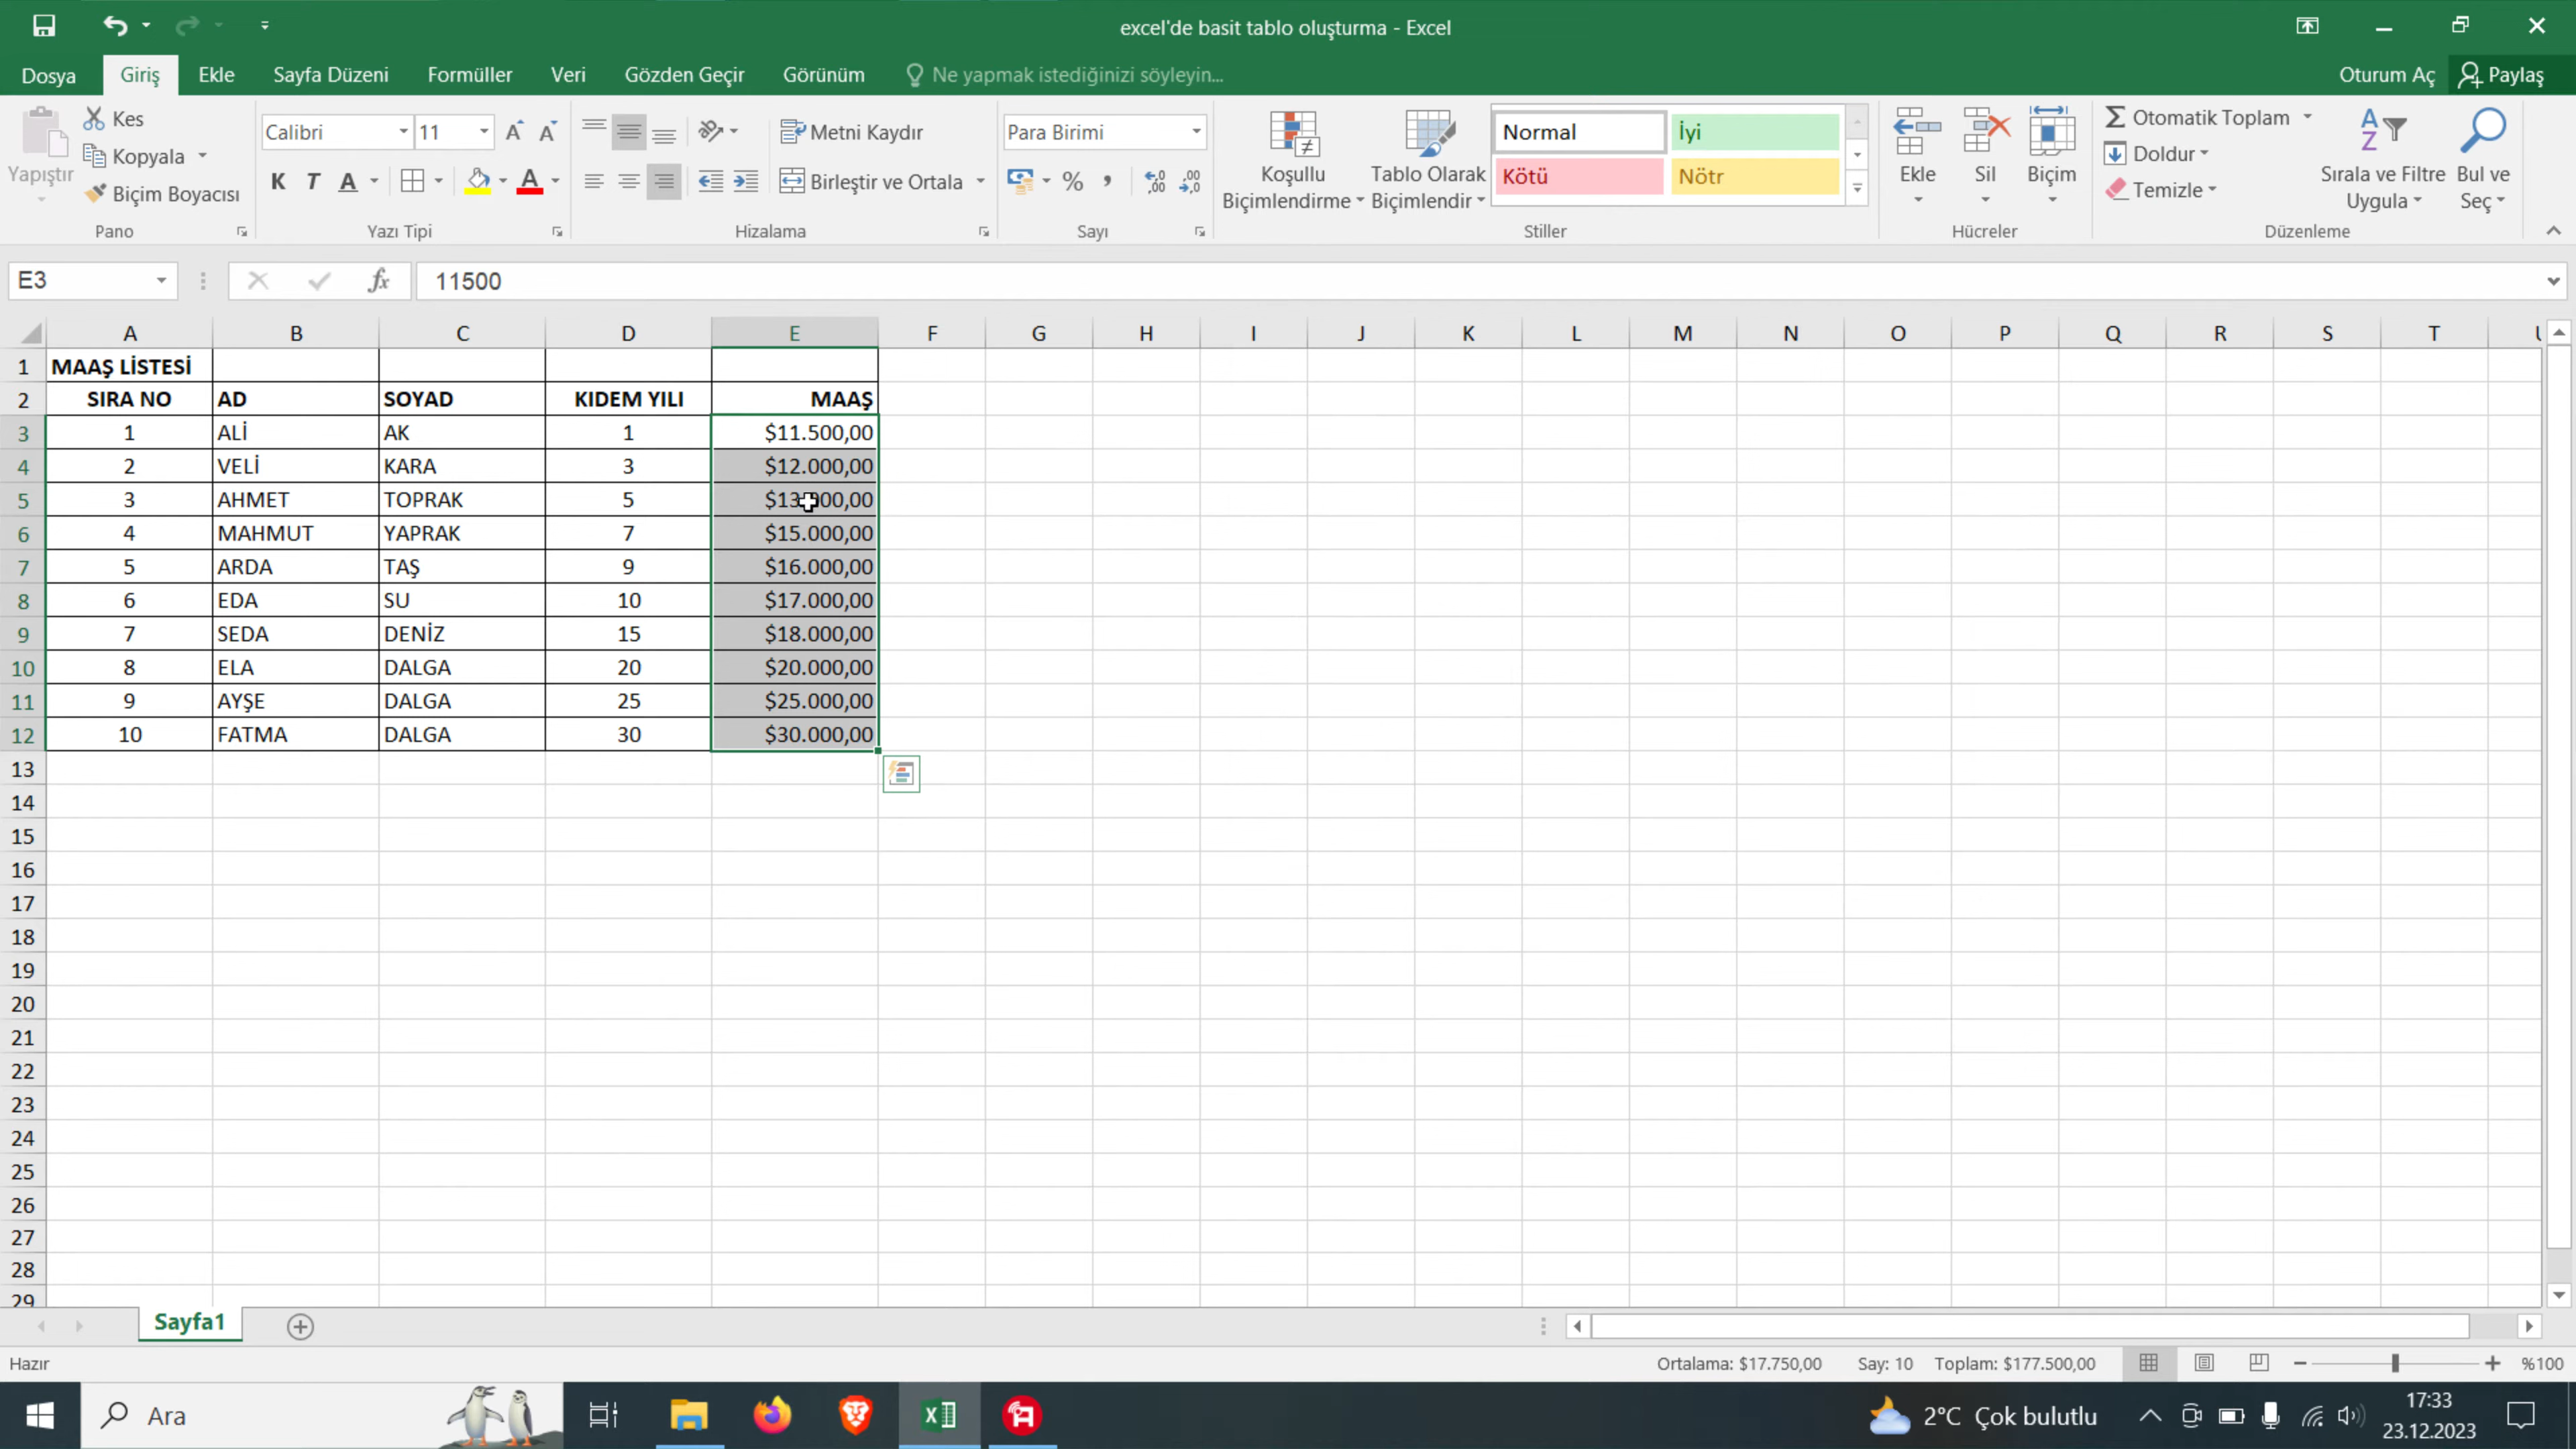 excel'de basit tablo oluşturma - Excel
Dosya Giriş Ekle Sayfa Düzeni Formüller Veri Gözden Geçir Görünüm Ne yapmak istediğinizi söyleyin... Oturum Aç Paylaş
Yapıştır
Kes
Kopyala
Biçim Boyacısı
Pano
Calibri 11
K T A A
Yazı Tipi
Metni Kaydır
Birleştir ve Ortala
Hizalama
Para Birimi
%
Sayı
Koşullu Biçimlendirme
Tablo Olarak Biçimlendir
Normal İyi
Kötü Nötr
Stiller
Ekle Sil Biçim
Hücreler
Otomatik Toplam
Doldur
Temizle
Sırala ve Filtre Uygula
Bul ve Seç
Düzenleme
E3 fx 11500
A B C D E F G H I J K L M N O P Q R S T
1 MAAŞ LİSTESİ
2 SIRA NO AD SOYAD KIDEM YILI MAAŞ
3 1 ALİ AK 1 $11.500,00
4 2 VELİ KARA 3 $12.000,00
5 3 AHMET TOPRAK 5 $13.000,00
6 4 MAHMUT YAPRAK 7 $15.000,00
7 5 ARDA TAŞ 9 $16.000,00
8 6 EDA SU 10 $17.000,00
9 7 SEDA DENİZ 15 $18.000,00
10 8 ELA DALGA 20 $20.000,00
11 9 AYŞE DALGA 25 $25.000,00
12 10 FATMA DALGA 30 $30.000,00
13
14
15
16
17
18
19
20
21
22
23
24
25
26
27
28
29
Sayfa1
Hazır Ortalama: $17.750,00 Say: 10 Toplam: $177.500,00 %100
Ara 2°C Çok bulutlu 17:33
23.12.2023